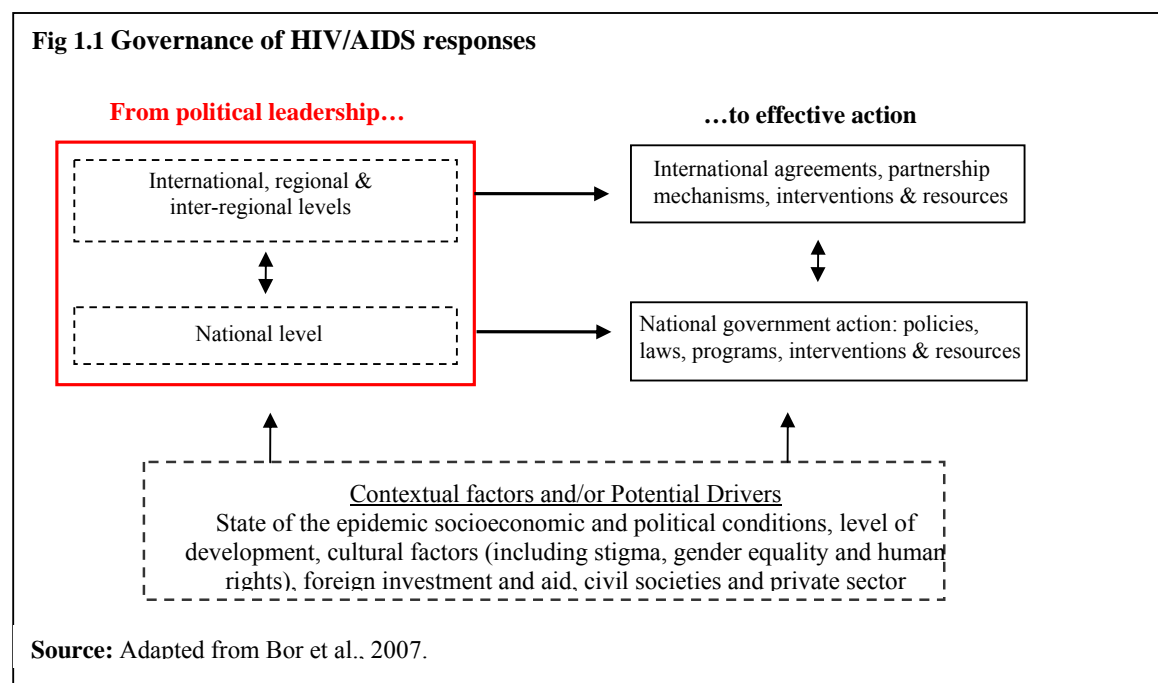 Fig 1.1 Governance of HIV/AIDS responses
From political leadership…
…to effective action
International, regional &
inter-regional levels
International agreements, partnership
mechanisms, interventions & resources
National level
National government action: policies,
laws, programs, interventions & resources
Contextual factors and/or Potential Drivers
State of the epidemic socioeconomic and political conditions, level of
development, cultural factors (including stigma, gender equality and human
rights), foreign investment and aid, civil societies and private sector
Source: Adapted from Bor et al., 2007.